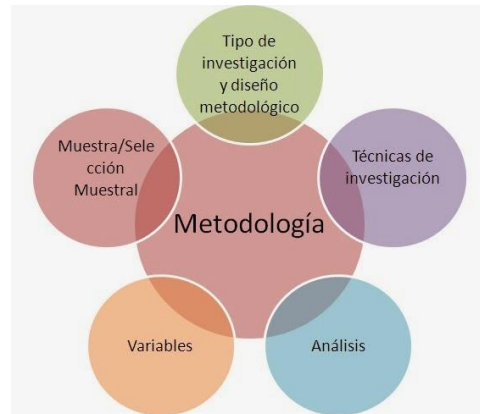 Tipo de
investigación
y diseño
metodológico
Muestra/Sele
cción
Muestral
Técnicas de
investigación
Metodología
Variables
Análisis